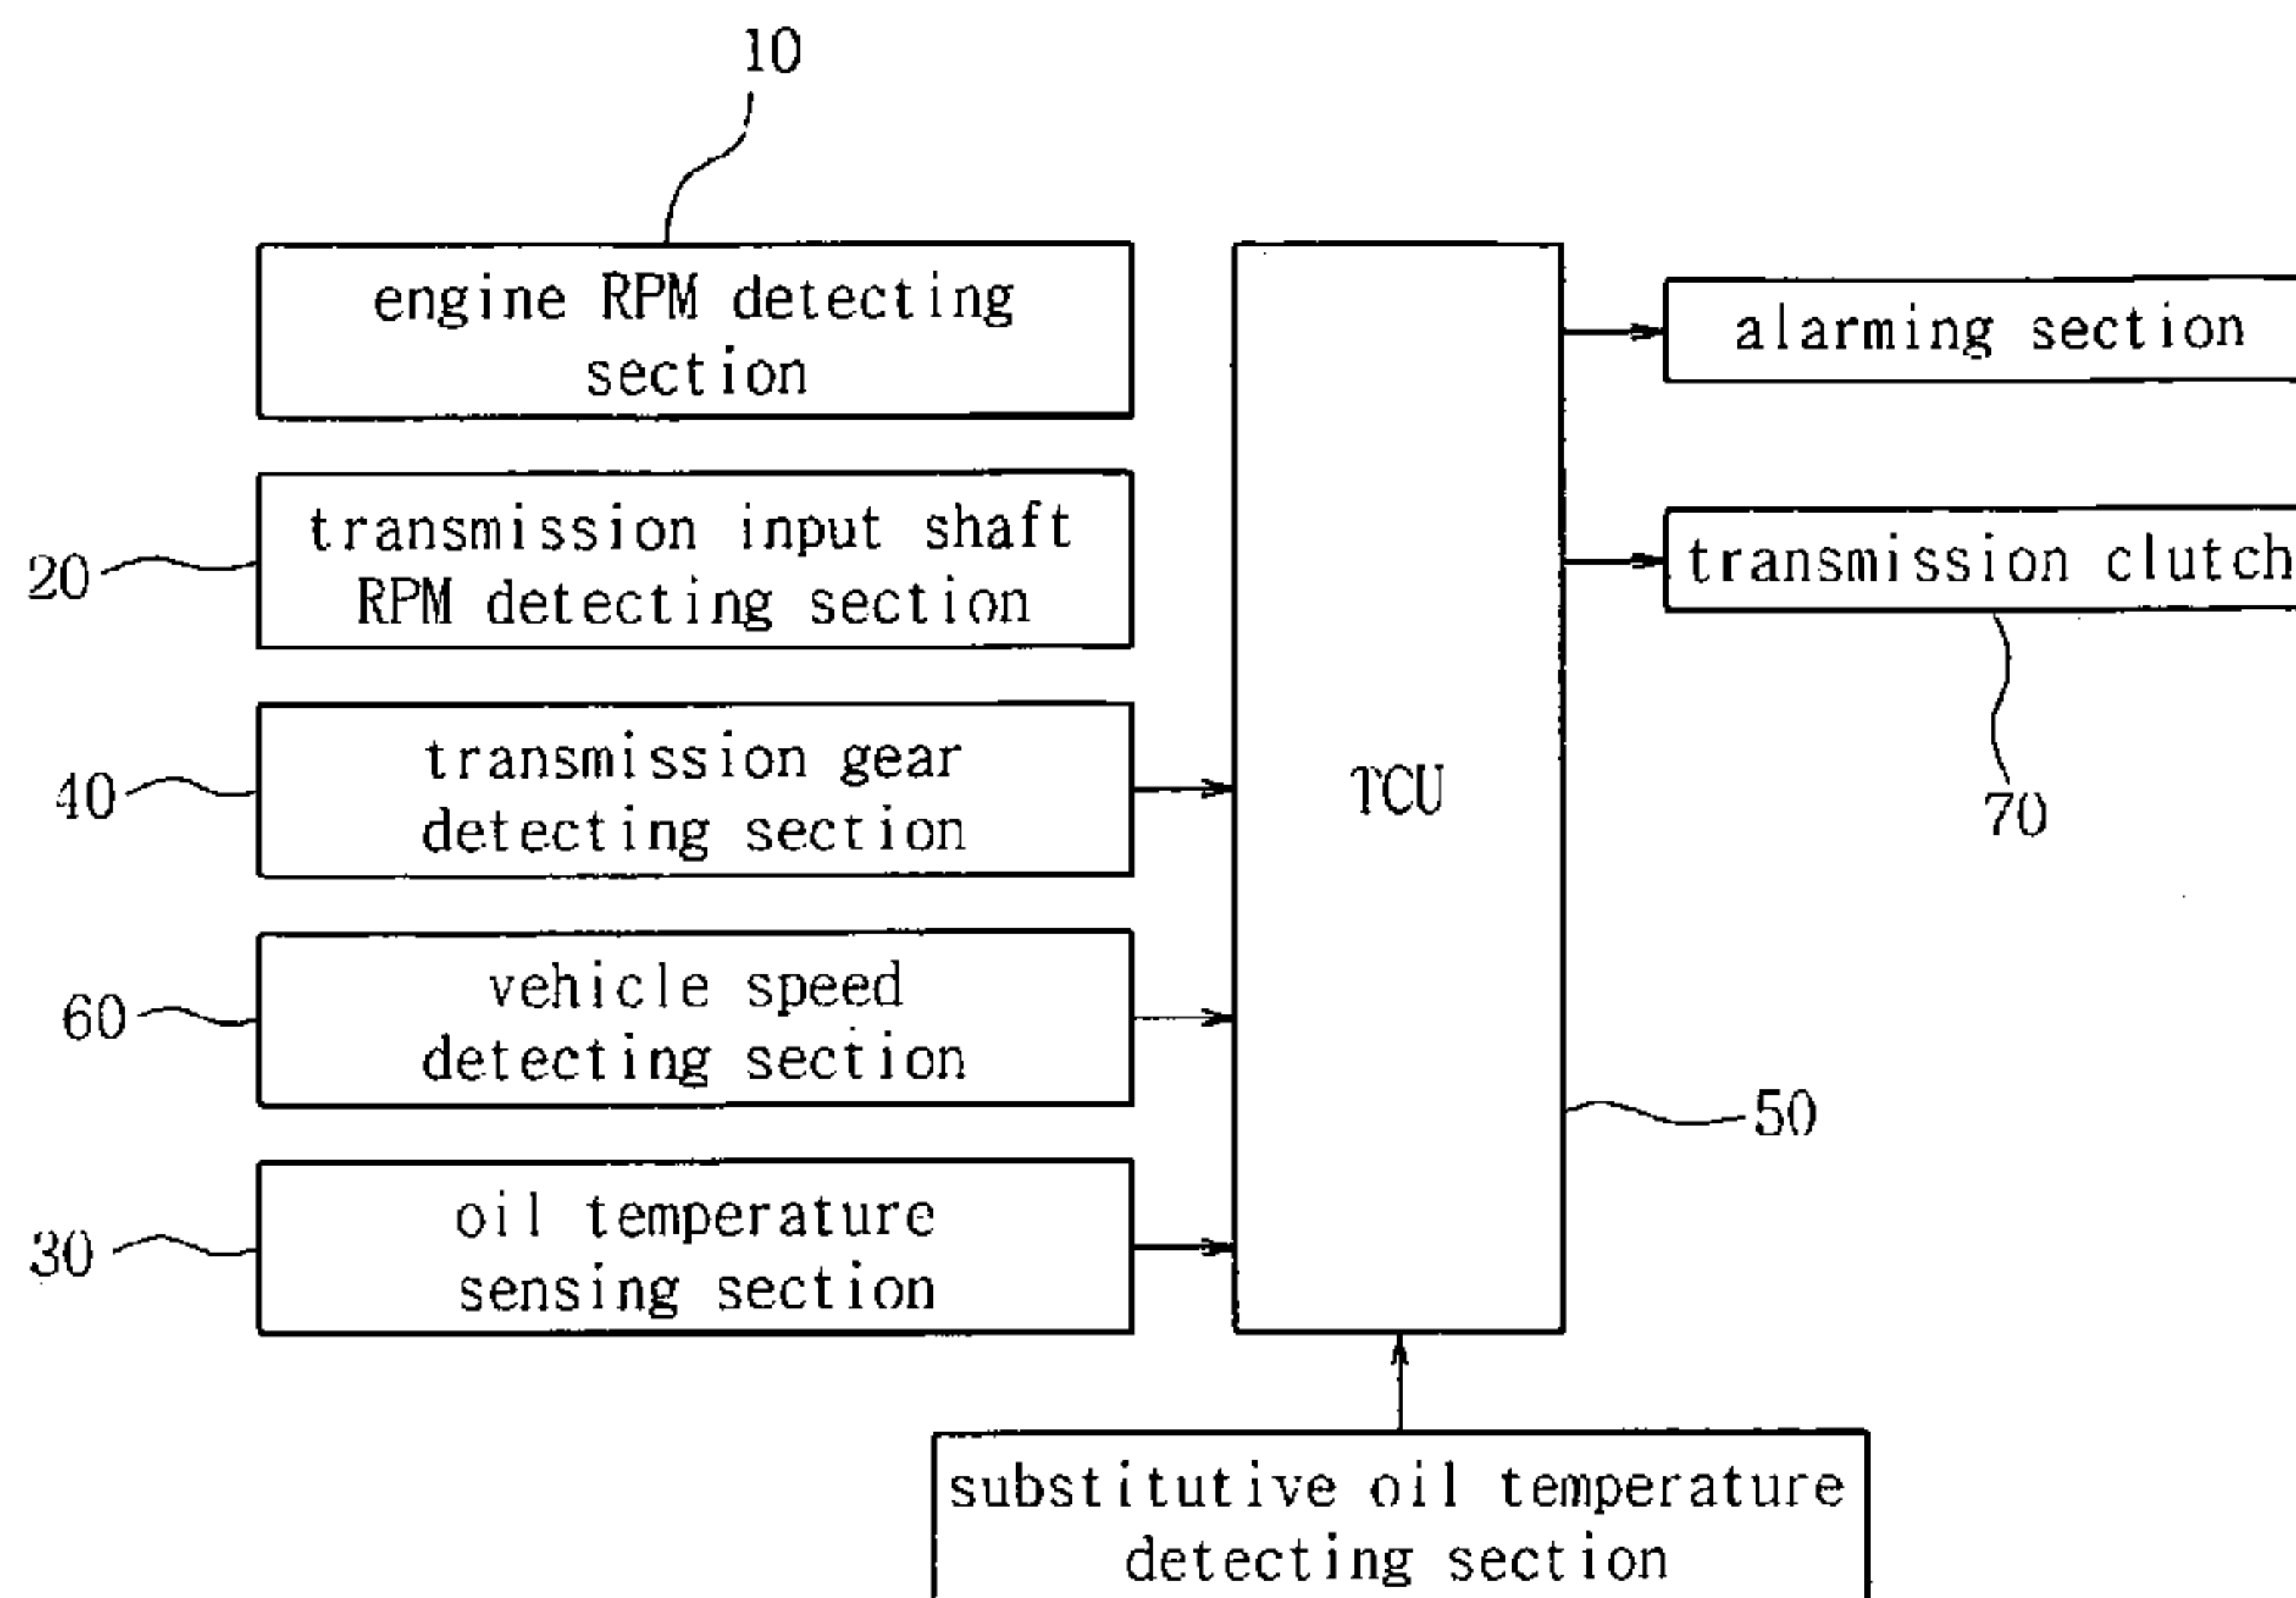 10
engine RPM detecting
section
alarming section
transmission input shaft
RPM detecting section
20
transmission clutch
70
transmission gear
detecting section
40
TCU
vehicle speed
detecting section
60
50
oil temperature
sensing section
30
substitutive oil temperature
detecting section